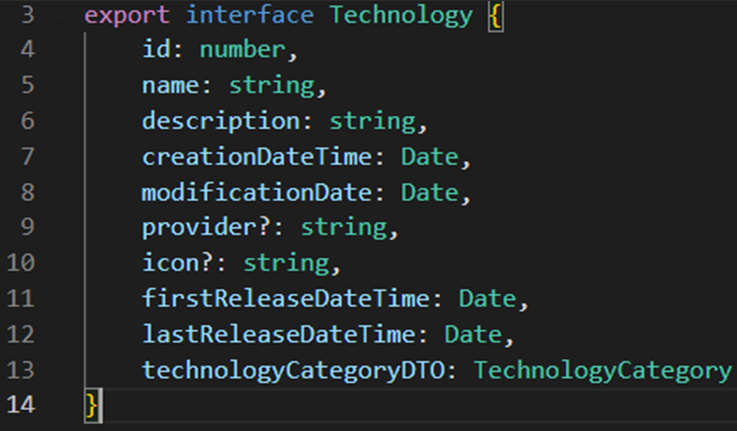 3 export interface Technology {
4 id: number,
5 name: string,
6 description: string,
7 creationDateTime: Date,
8 modificationDate: Date,
9 provider?: string,
10 icon?: string,
11 firstReleaseDateTime: Date,
12 lastReleaseDateTime: Date,
13 technologyCategoryDTO: TechnologyCategory
14 }